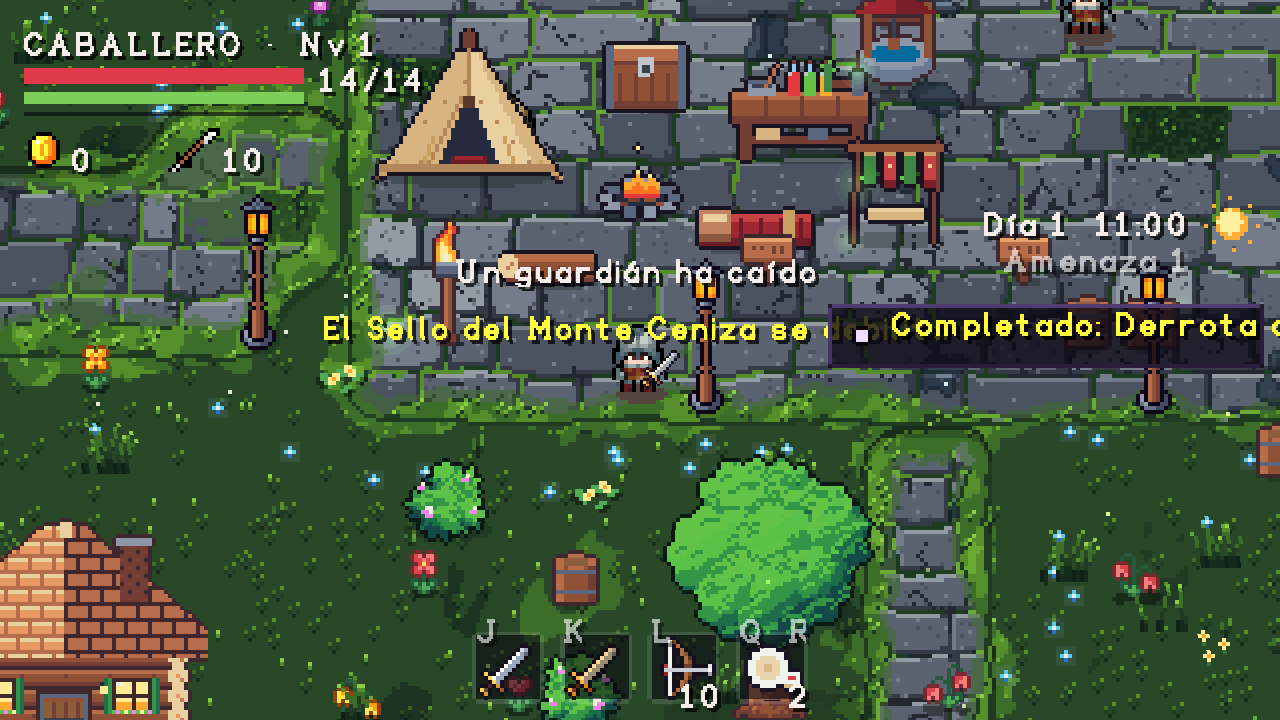 CABALLERO · Nv 1
14/14
0
10
Día 1 11:00
Amenaza 1
Un guardián ha caído
El Sello del Monte Ceniza se
Completado: Derrota
J
K
L
Q
R
10
2